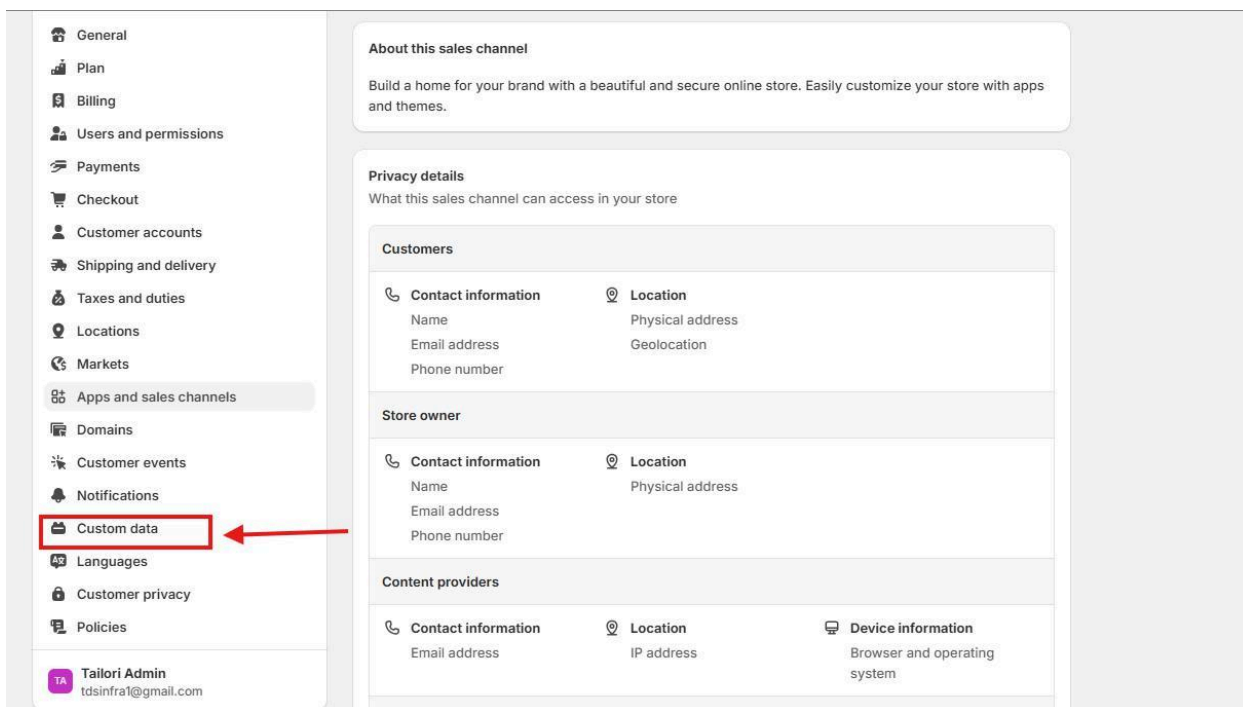 General
Plan
Billing
Users and permissions
Payments
Checkout
Customer accounts
Shipping and delivery
Taxes and duties
Locations
Markets
Apps and sales channels
Domains
Customer events
Notifications
Custom data
Languages
Customer privacy
Policies
TA
Tailori Admin
tdsinfra1@gmail.com
About this sales channel
Build a home for your brand with a beautiful and secure online store. Easily customize your store with apps
and themes.
Privacy details
What this sales channel can access in your store
Customers
Contact information
Name
Email address
Phone number
Location
Physical address
Geolocation
Store owner
Contact information
Name
Email address
Phone number
Location
Physical address
Content providers
Contact information
Email address
Location
IP address
Device information
Browser and operating
system